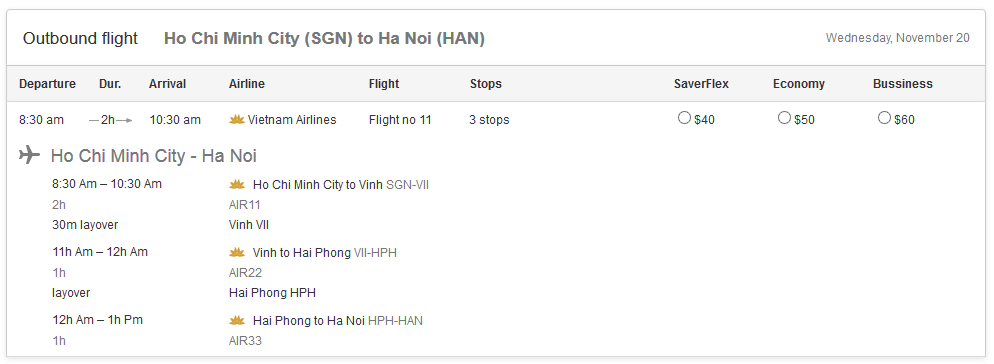 Outbound flight Ho Chi Minh City (SGN) to Ha Noi (HAN) Wednesday, November 20
Departure Dur. Arrival Airline Flight Stops SaverFlex Economy Bussiness
8:30 am 2h 10:30 am Vietnam Airlines Flight no 11 3 stops $40 $50 $60
Ho Chi Minh City - Ha Noi
8:30 Am – 10:30 Am Ho Chi Minh City to Vinh SGN-VII
2h AIR11
30m layover Vinh VII
11h Am – 12h Am Vinh to Hai Phong VII-HPH
1h AIR22
layover Hai Phong HPH
12h Am – 1h Pm Hai Phong to Ha Noi HPH-HAN
1h AIR33